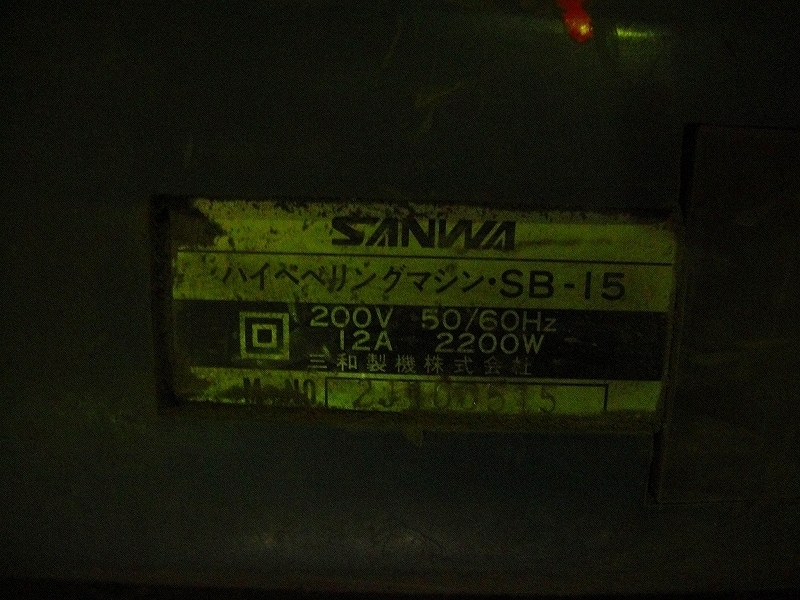 SANWA
ハイベベリングマシン・SB-15
200V 50/60Hz
12A 2200W
三和製機株式会社
M-NO